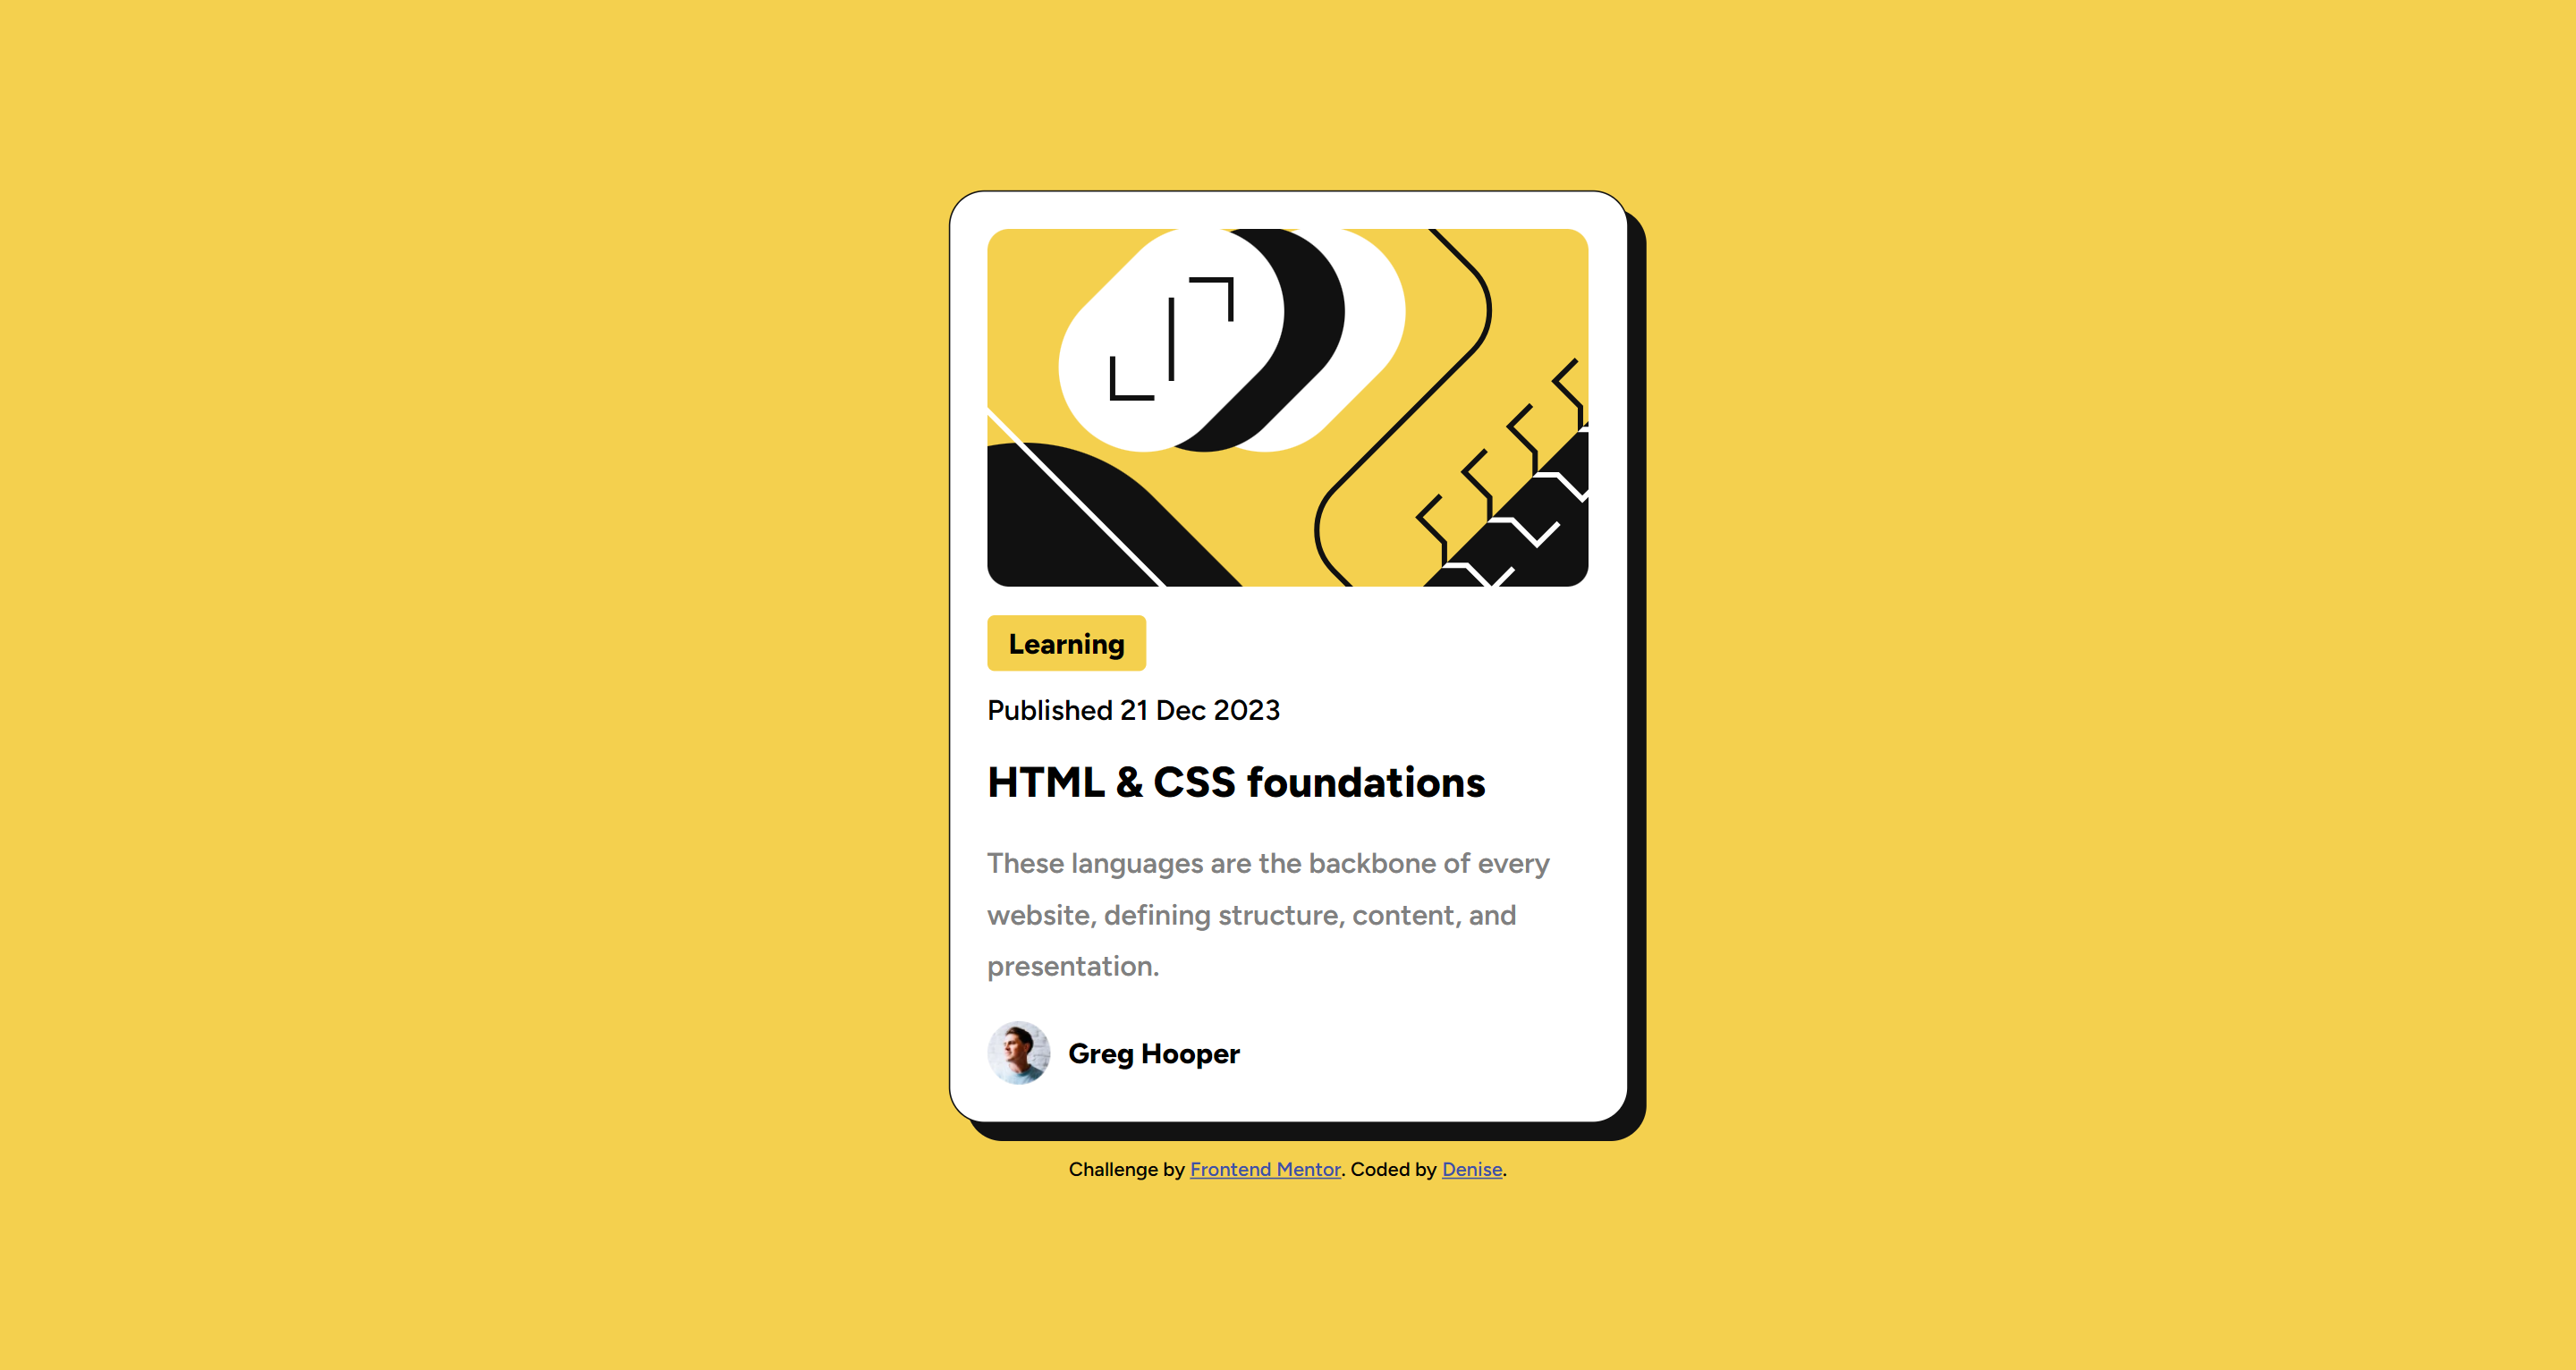 Learning
Published 21 Dec 2023
HTML & CSS foundations
These languages are the backbone of every
website, defining structure, content, and
presentation.
Greg Hooper
Challenge by Frontend Mentor. Coded by Denise.